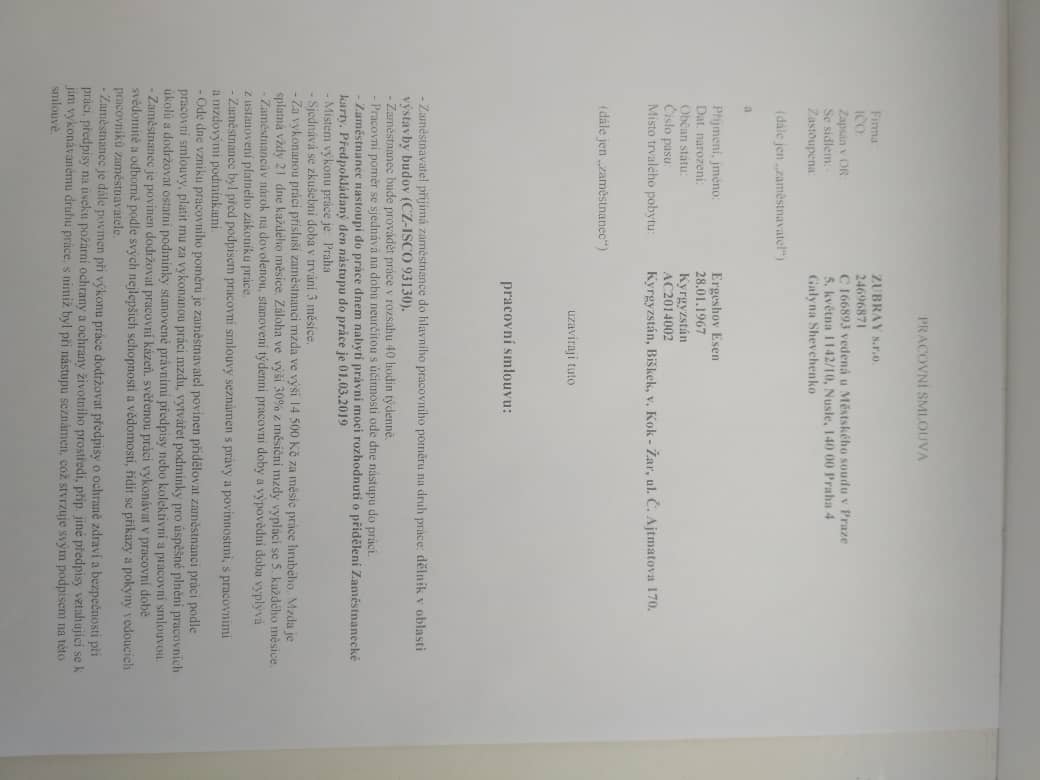 PRACOVNÍ SMLOUVA
Firma: ZUBRAY s.r.o.
IČO: 24696871
Zapsán v OR C 166893 vedená u Městského soudu v Praze
Se sídlem: 5. května 1142/10, Nusle, 140 00 Praha 4
Zastoupena Galyna Shevchenko
(dále jen „zaměstnavatel“)
a
Příjmení, jméno: Ergeshov Esen
Dat. narození: 28.01.1967
Občan státu: Kyrgyzstán
Číslo pasu AC2014002
Místo trvalého pobytu: Kyrgyzstán, Biškek, v. Kok - Žar, ul. Č. Ajtmatova 170.
(dále jen „zaměstnanec“)
uzavírají tuto
pracovní smlouvu:
- Zaměstnavatel přijímá zaměstnance do hlavního pracovního poměru na druh práce: dělník v oblasti
výstavby budov (CZ-ISCO 93130).
- Zaměstnanec bude provádět práce v rozsahu 40 hodin týdenně.
- Pracovní poměr se sjednává na dobu neurčitou s účinností ode dne nástupu do práci.
- Zaměstnanec nastoupí do práce dnem nabytí právní moci rozhodnutí o přidělení Zaměstnanecké
karty. Předpokládaný den nástupu do práce je 01.03.2019
- Místem výkonu práce je Praha
- Sjednává se zkušební doba v trvání 3 měsíce.
- Za vykonanou práci přísluší zaměstnanci mzda ve výši 14 500 Kč za měsíc práce hrubého. Mzda je
splatná vždy 21 dne každého měsíce. Záloha ve výši 30% z měsíční mzdy vyplácí se 5. každého měsíce.
- Zaměstnancův nárok na dovolenou, stanovení týdenní pracovní doby a výpovědní doba vyplývá
z ustanovení platného zákoníku práce.
- Zaměstnanec byl před podpisem pracovní smlouvy seznámen s právy a povinnostmi, s pracovními
a mzdovými podmínkami
- Ode dne vzniku pracovního poměru je zaměstnavatel povinen přidělovat zaměstnanci práci podle
pracovní smlouvy, platit mu za vykonanou práci mzdu, vytvářet podmínky pro úspěšné plnění pracovních
úkolů a dodržovat ostatní podmínky stanovené právními předpisy nebo kolektivní a pracovní smlouvou.
- Zaměstnanec je povinen dodržovat pracovní kázeň, svěřenou práci vykonávat v pracovní době
svědomitě a odborně podle svých nejlepších schopností a vědomostí, řídit se příkazy a pokyny vedoucích
pracovníků zaměstnavatele.
- Zaměstnanec je dále povinen při výkonu práce dodržovat předpisy o ochraně zdraví a bezpečnosti při
práci, předpisy na úseku požární ochrany a ochrany životního prostředí, příp. jiné předpisy vztahující se k
jím vykonávanému druhu práce, s nimiž byl při nástupu seznámen, což stvrzuje svým podpisem na této
smlouvě.